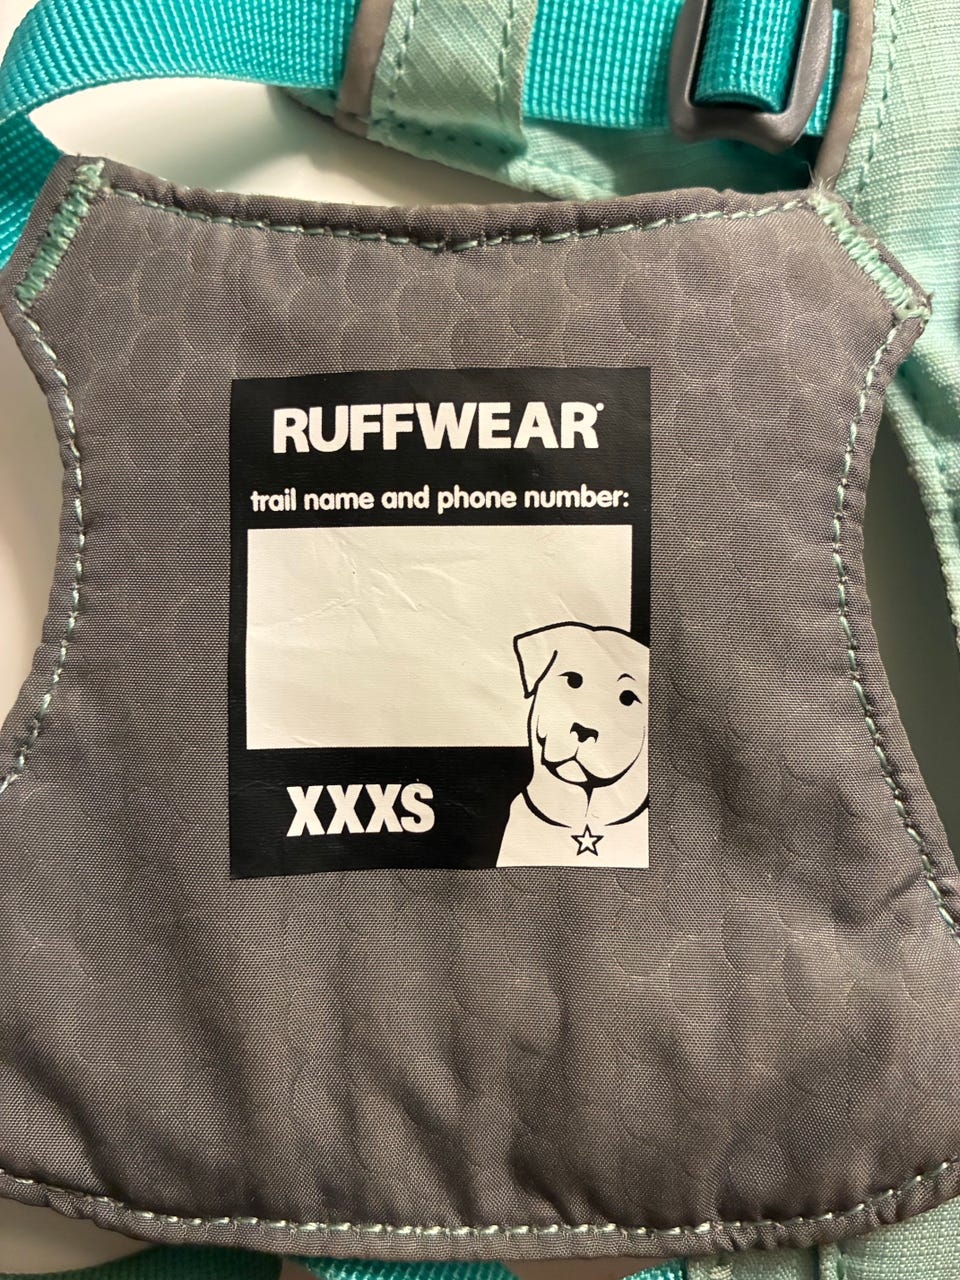 RUFFWEAR®
trail name and phone number:
XXXS